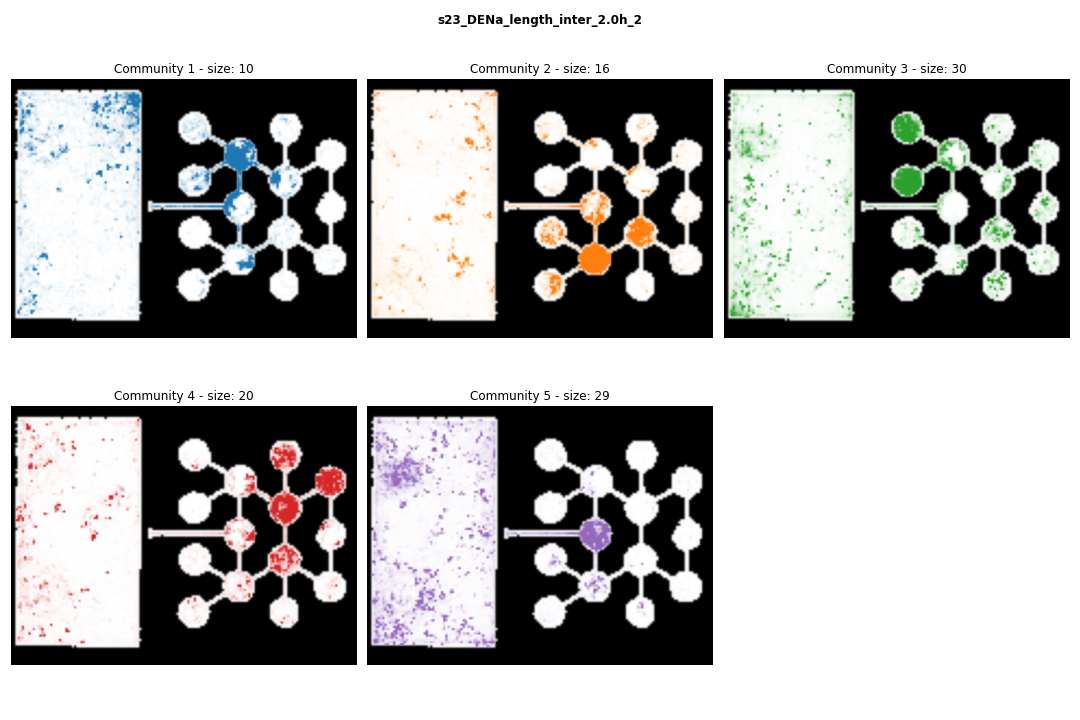 s23_DENa_length_inter_2.0h_2
Community 1 - size: 10
Community 2 - size: 16
Community 3 - size: 30
Community 4 - size: 20
Community 5 - size: 29